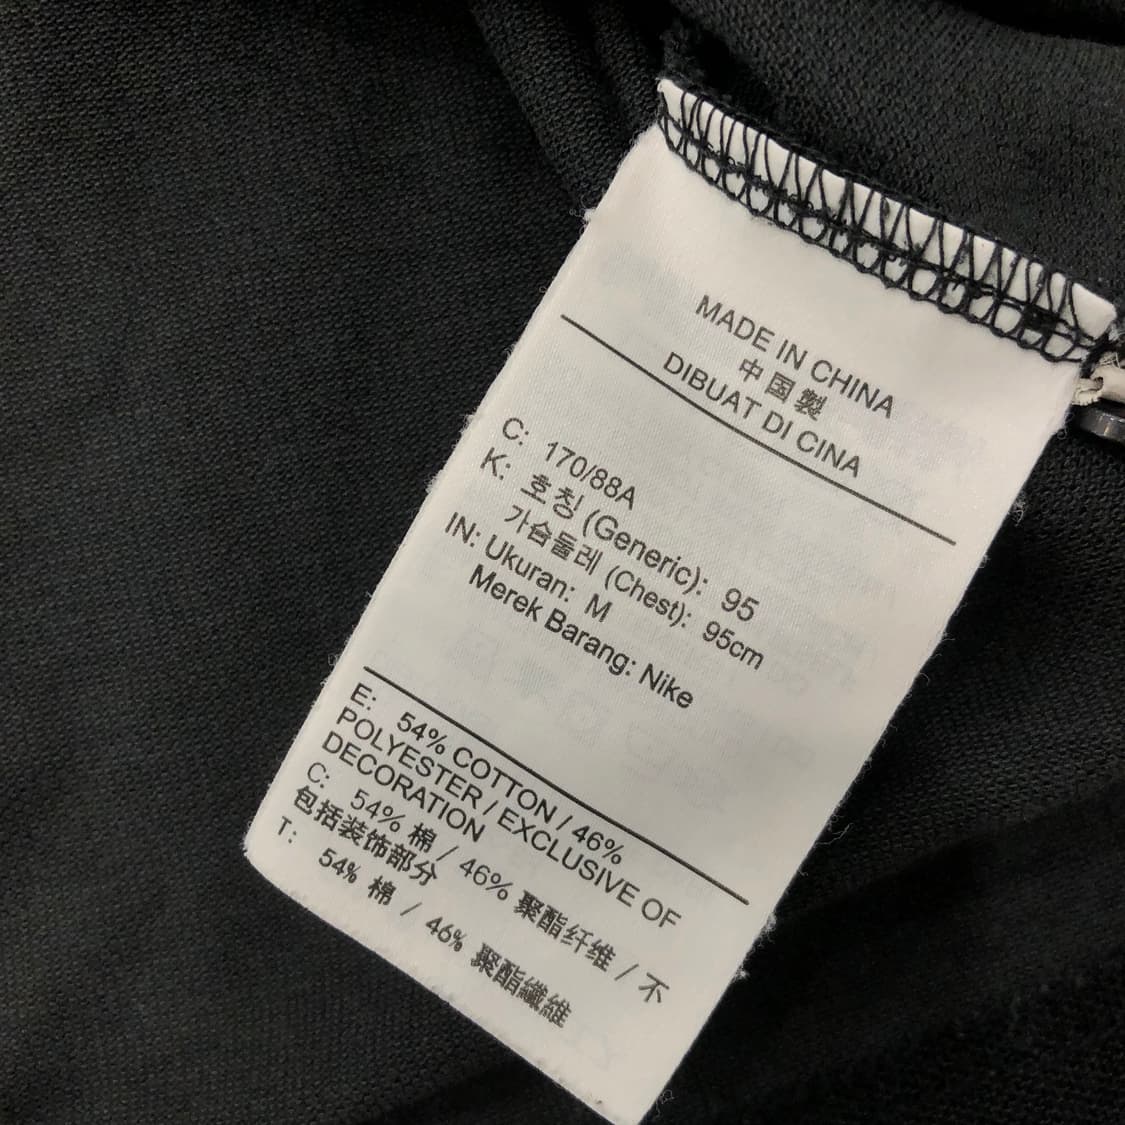 MADE IN CHINA
中国製
DIBUAT DI CINA
C: 170/88A
K: 호칭 (Generic): 95
가슴둘레 (Chest): 95cm
IN: Ukuran: M
Merek Barang: Nike
E: 54% COTTON / 46%
POLYESTER / EXCLUSIVE OF
DECORATION
C: 54% 棉 / 46% 聚酯纤维 / 不
包括装饰部分
T: 54% 棉 / 46% 聚酯纖維